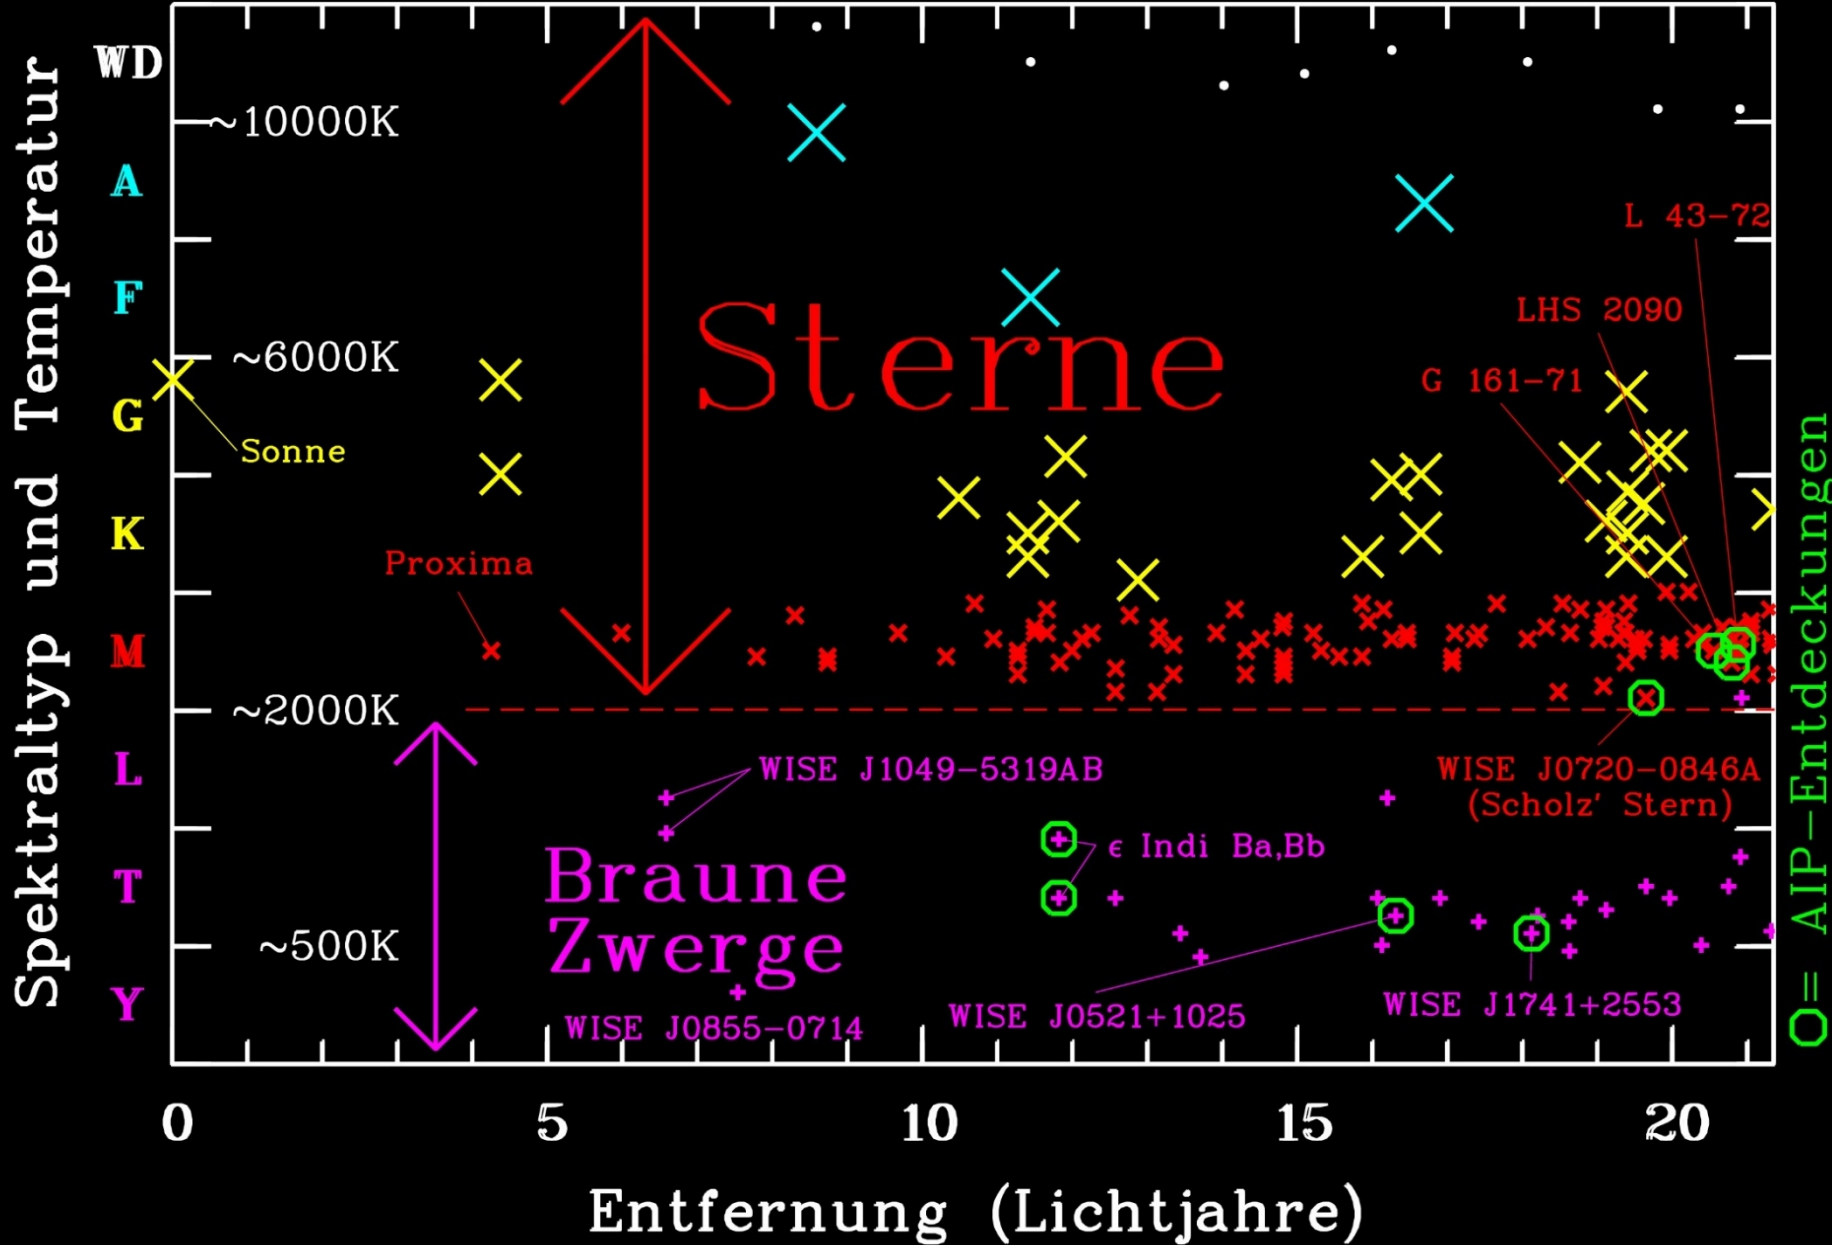 Spektraltyp und Temperatur
WD
A
F
G
K
M
L
T
Y
~10000K
~6000K
~2000K
~500K
Sterne
L 43-72
LHS 2090
G 161-71
Sonne
Proxima
WISE J1049-5319AB
WISE J0720-0846A
(Scholz' Stern)
ϵ Indi Ba,Bb
Braune
Zwerge
WISE J0855-0714
WISE J0521+1025
WISE J1741+2553
O= AIP-Entdeckungen
0 5 10 15 20
Entfernung (Lichtjahre)